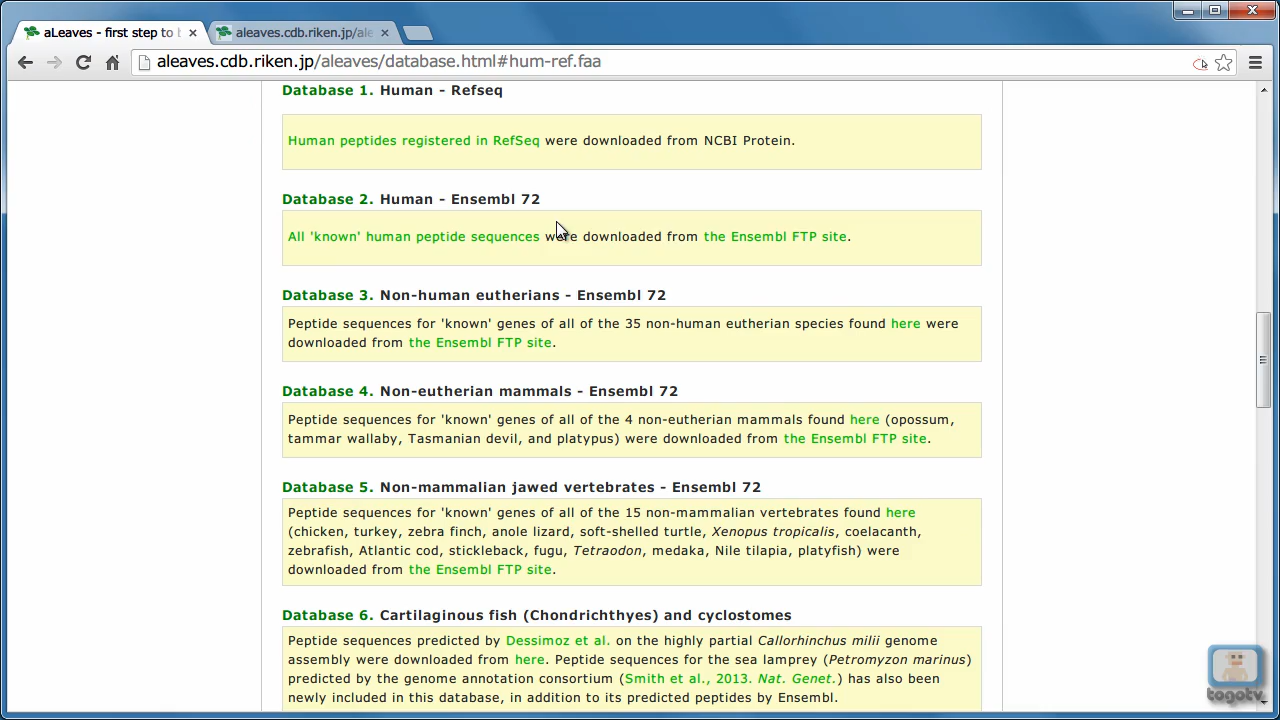 aLeaves - first step to b
aleaves.cdb.riken.jp/ale
aleaves.cdb.riken.jp/aleaves/database.html#hum-ref.faa
Database 1. Human - Refseq
Human peptides registered in RefSeq were downloaded from NCBI Protein.
Database 2. Human - Ensembl 72
All 'known' human peptide sequences were downloaded from the Ensembl FTP site.
Database 3. Non-human eutherians - Ensembl 72
Peptide sequences for 'known' genes of all of the 35 non-human eutherian species found here were
downloaded from the Ensembl FTP site.
Database 4. Non-eutherian mammals - Ensembl 72
Peptide sequences for 'known' genes of all of the 4 non-eutherian mammals found here (opossum,
tammar wallaby, Tasmanian devil, and platypus) were downloaded from the Ensembl FTP site.
Database 5. Non-mammalian jawed vertebrates - Ensembl 72
Peptide sequences for 'known' genes of all of the 15 non-mammalian vertebrates found here
(chicken, turkey, zebra finch, anole lizard, soft-shelled turtle, Xenopus tropicalis, coelacanth,
zebrafish, Atlantic cod, stickleback, fugu, Tetraodon, medaka, Nile tilapia, platyfish) were
downloaded from the Ensembl FTP site.
Database 6. Cartilaginous fish (Chondrichthyes) and cyclostomes
Peptide sequences predicted by Dessimoz et al. on the highly partial Callorhinchus milii genome
assembly were downloaded from here. Peptide sequences for the sea lamprey (Petromyzon marinus)
predicted by the genome annotation consortium (Smith et al., 2013. Nat. Genet.) has also been
newly included in this database, in addition to its predicted peptides by Ensembl.
togotv